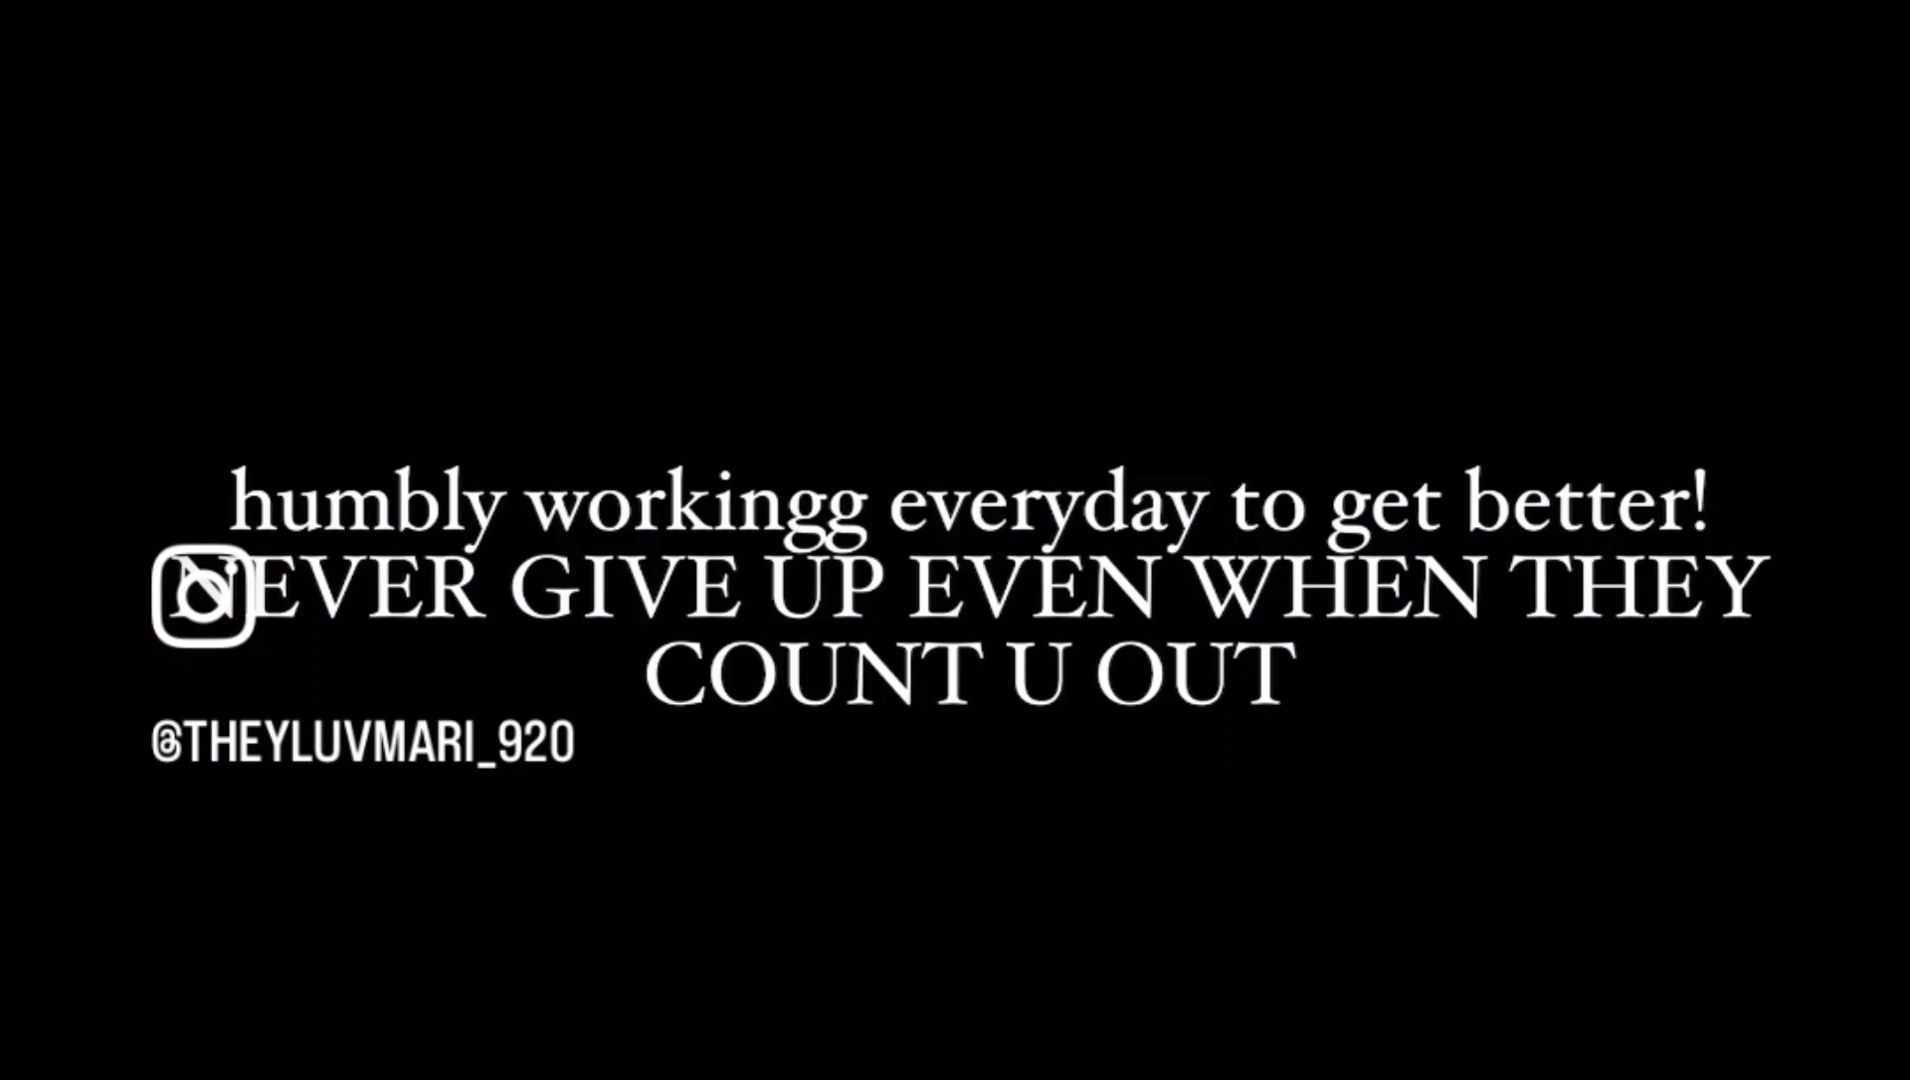 humbly workingg everyday to get better!
NEVER GIVE UP EVEN WHEN THEY
COUNT U OUT
@THEYLUVMARI_920